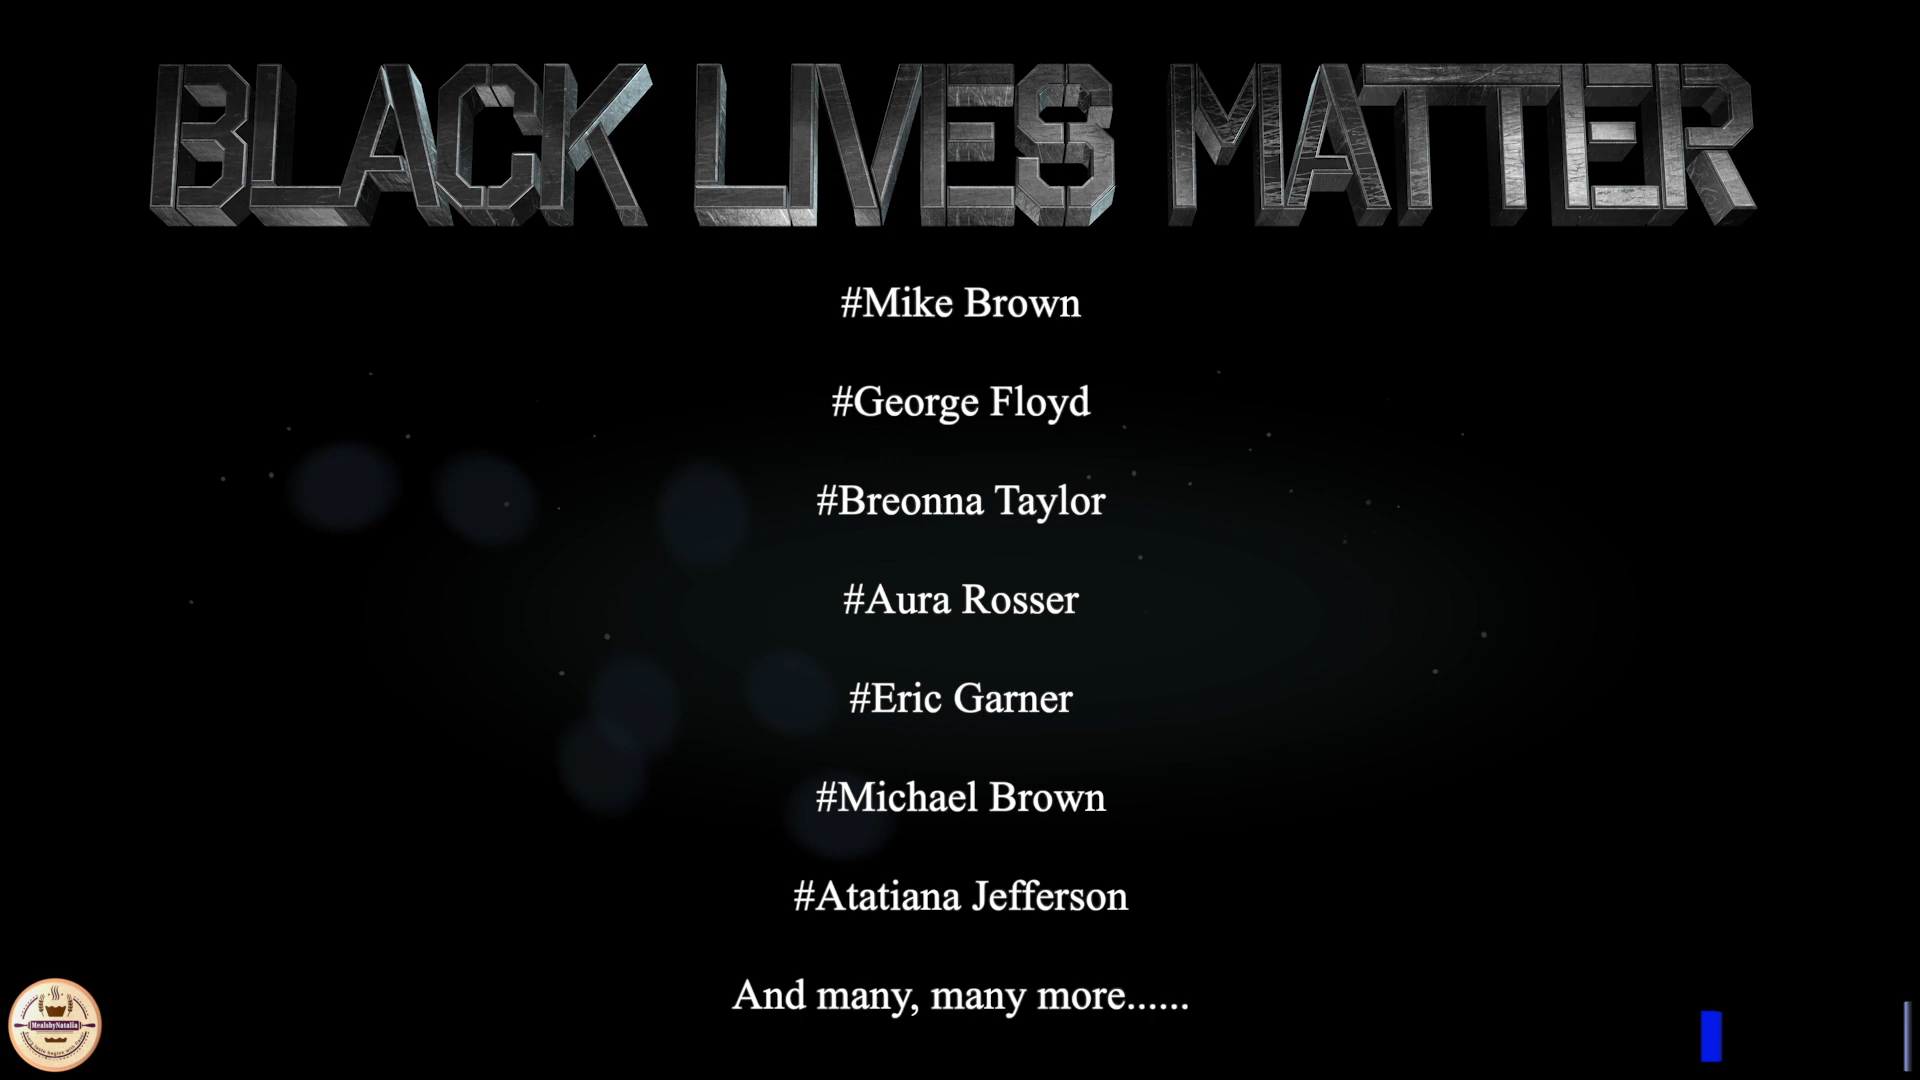 BLACK LIVES MATTER
#Mike Brown
#George Floyd
#Breonna Taylor
#Aura Rosser
#Eric Garner
#Michael Brown
#Atatiana Jefferson
And many, many more......
MealsbyNatalia